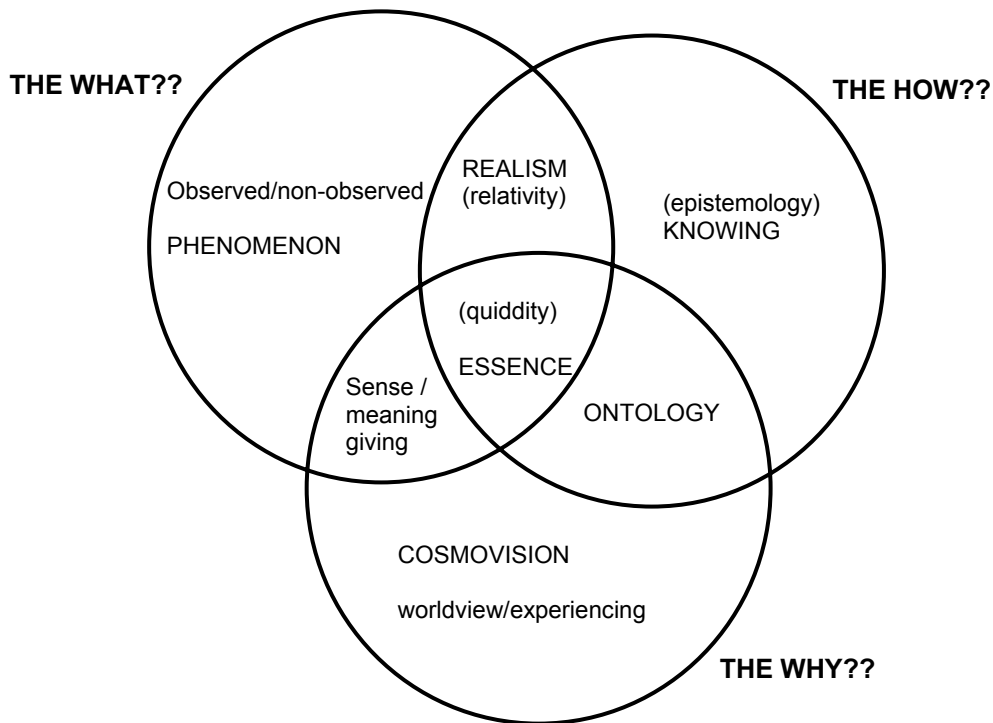 THE WHAT??
THE HOW??
Observed/non-observed
PHENOMENON
REALISM
(relativity)
(epistemology)
KNOWING
(quiddity)
ESSENCE
Sense /
meaning
giving
ONTOLOGY
COSMOVISION
worldview/experiencing
THE WHY??